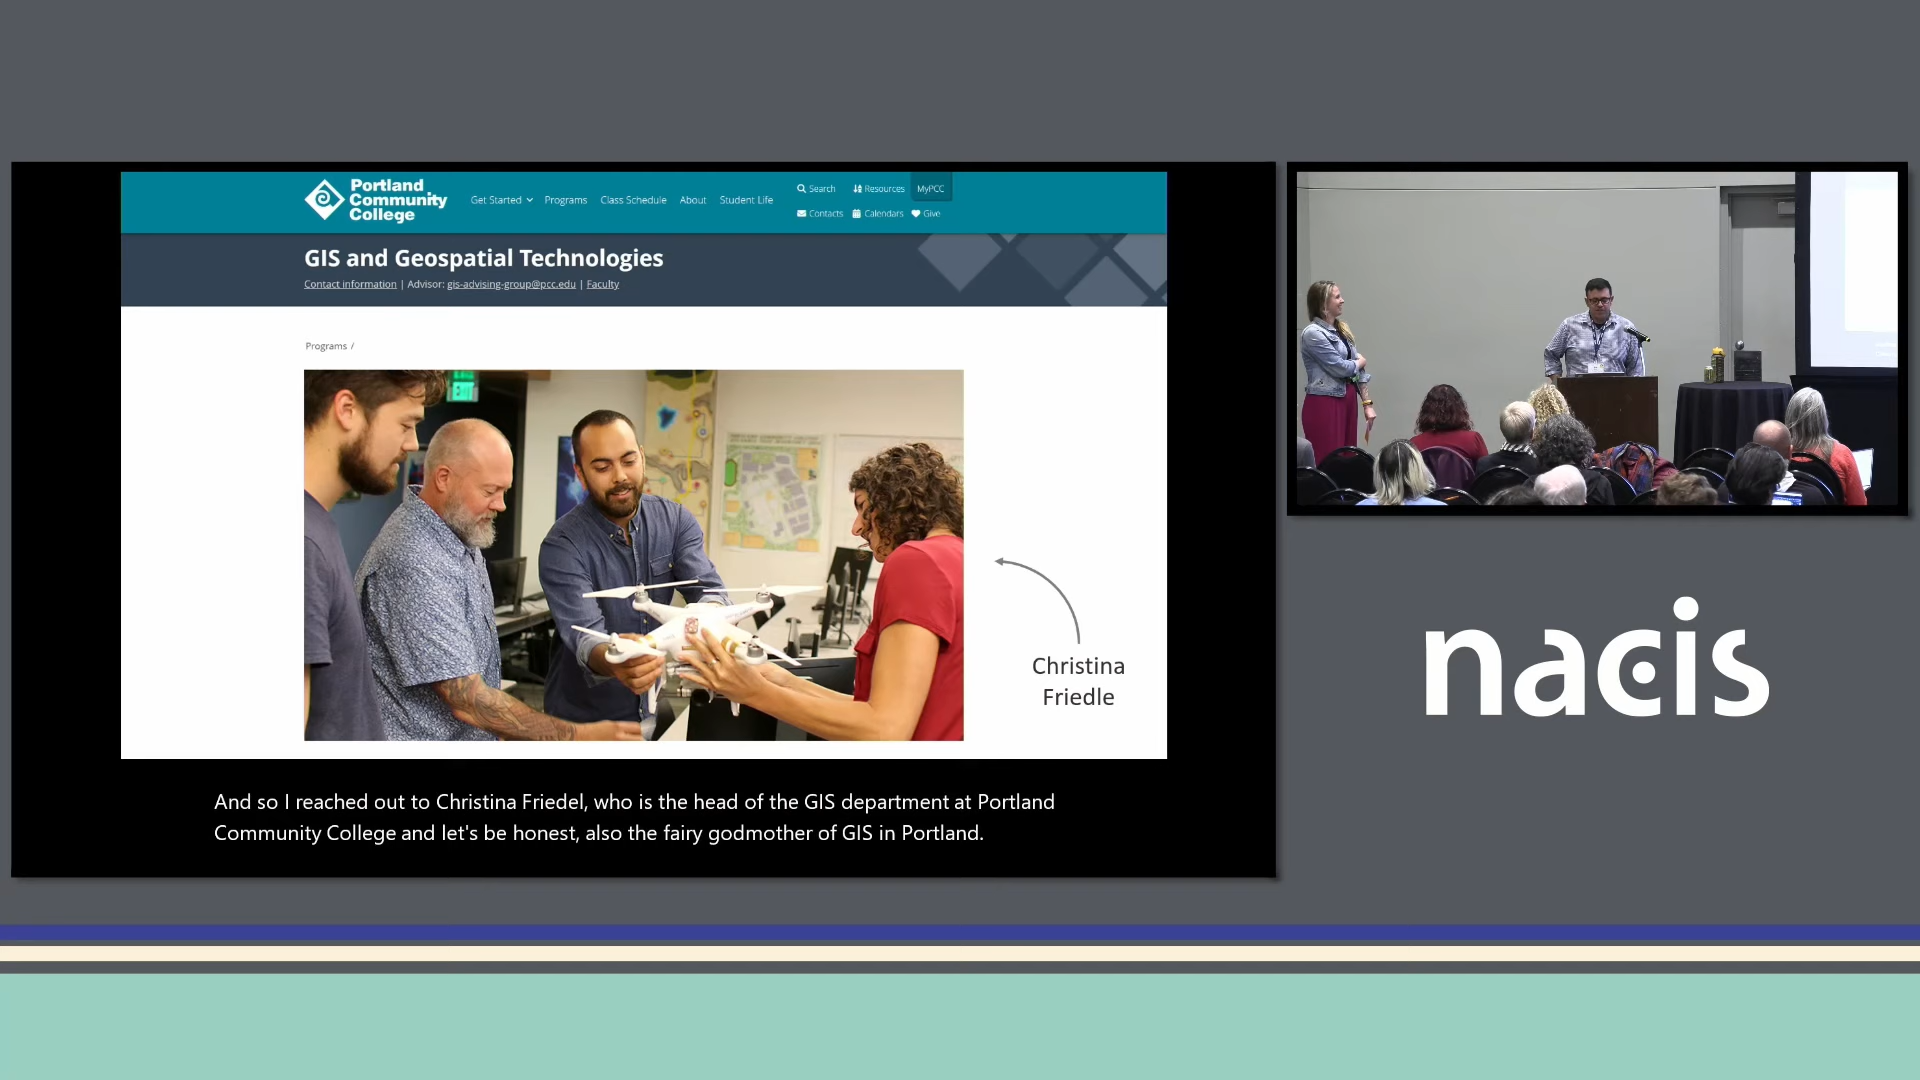 Portland
Community
College
Get Started
Programs
Class Schedule
About
Student Life
Search
Resources
MyPCC
Contacts
Calendars
Give
GIS and Geospatial Technologies
Contact information | Advisor: gis-advising-group@pcc.edu | Faculty
Programs /
EXIT
Christina
Friedle
And so I reached out to Christina Friedel, who is the head of the GIS department at Portland
Community College and let's be honest, also the fairy godmother of GIS in Portland.
nacis